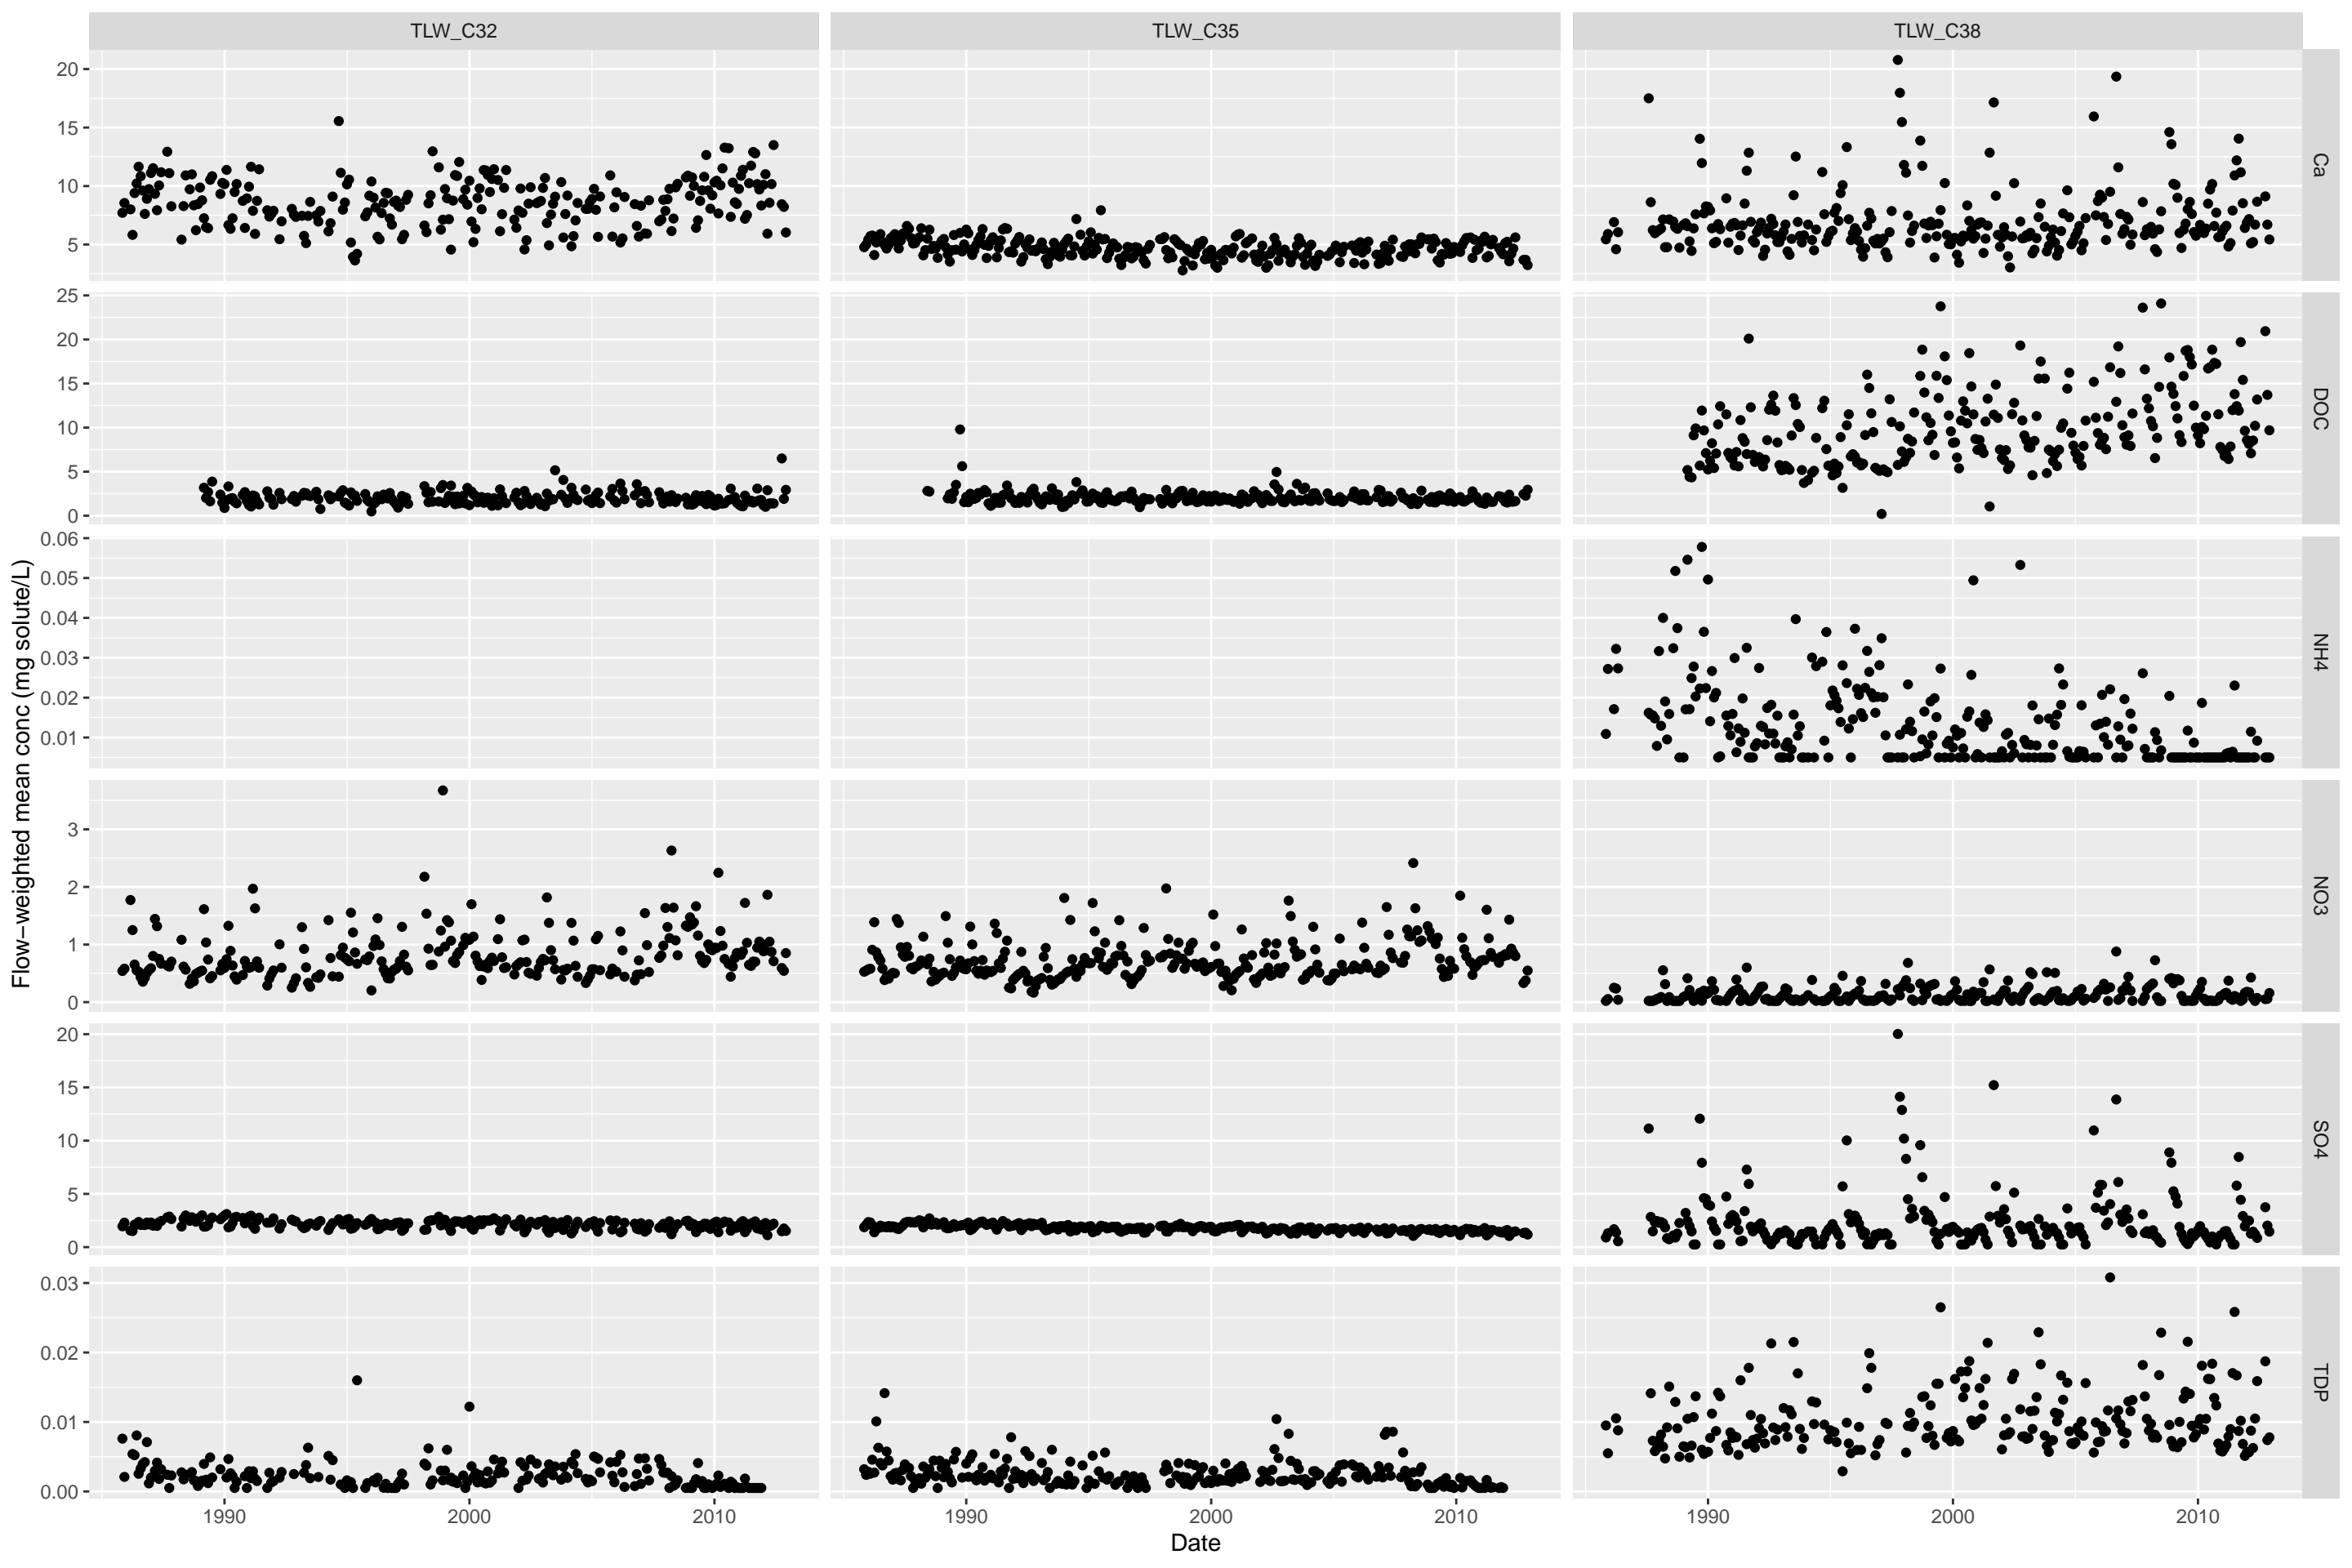 TLW_C32 TLW_C35 TLW_C38
20
15
10
5
Ca
25
20
15
10
5
0
DOC
0.06
0.05
0.04
0.03
0.02
0.01
NH4
3
2
1
0
NO3
20
15
10
5
0
SO4
0.03
0.02
0.01
0.00
TDP
Flow−weighted mean conc (mg solute/L)
1990 2000 2010 1990 2000 2010 1990 2000 2010
Date